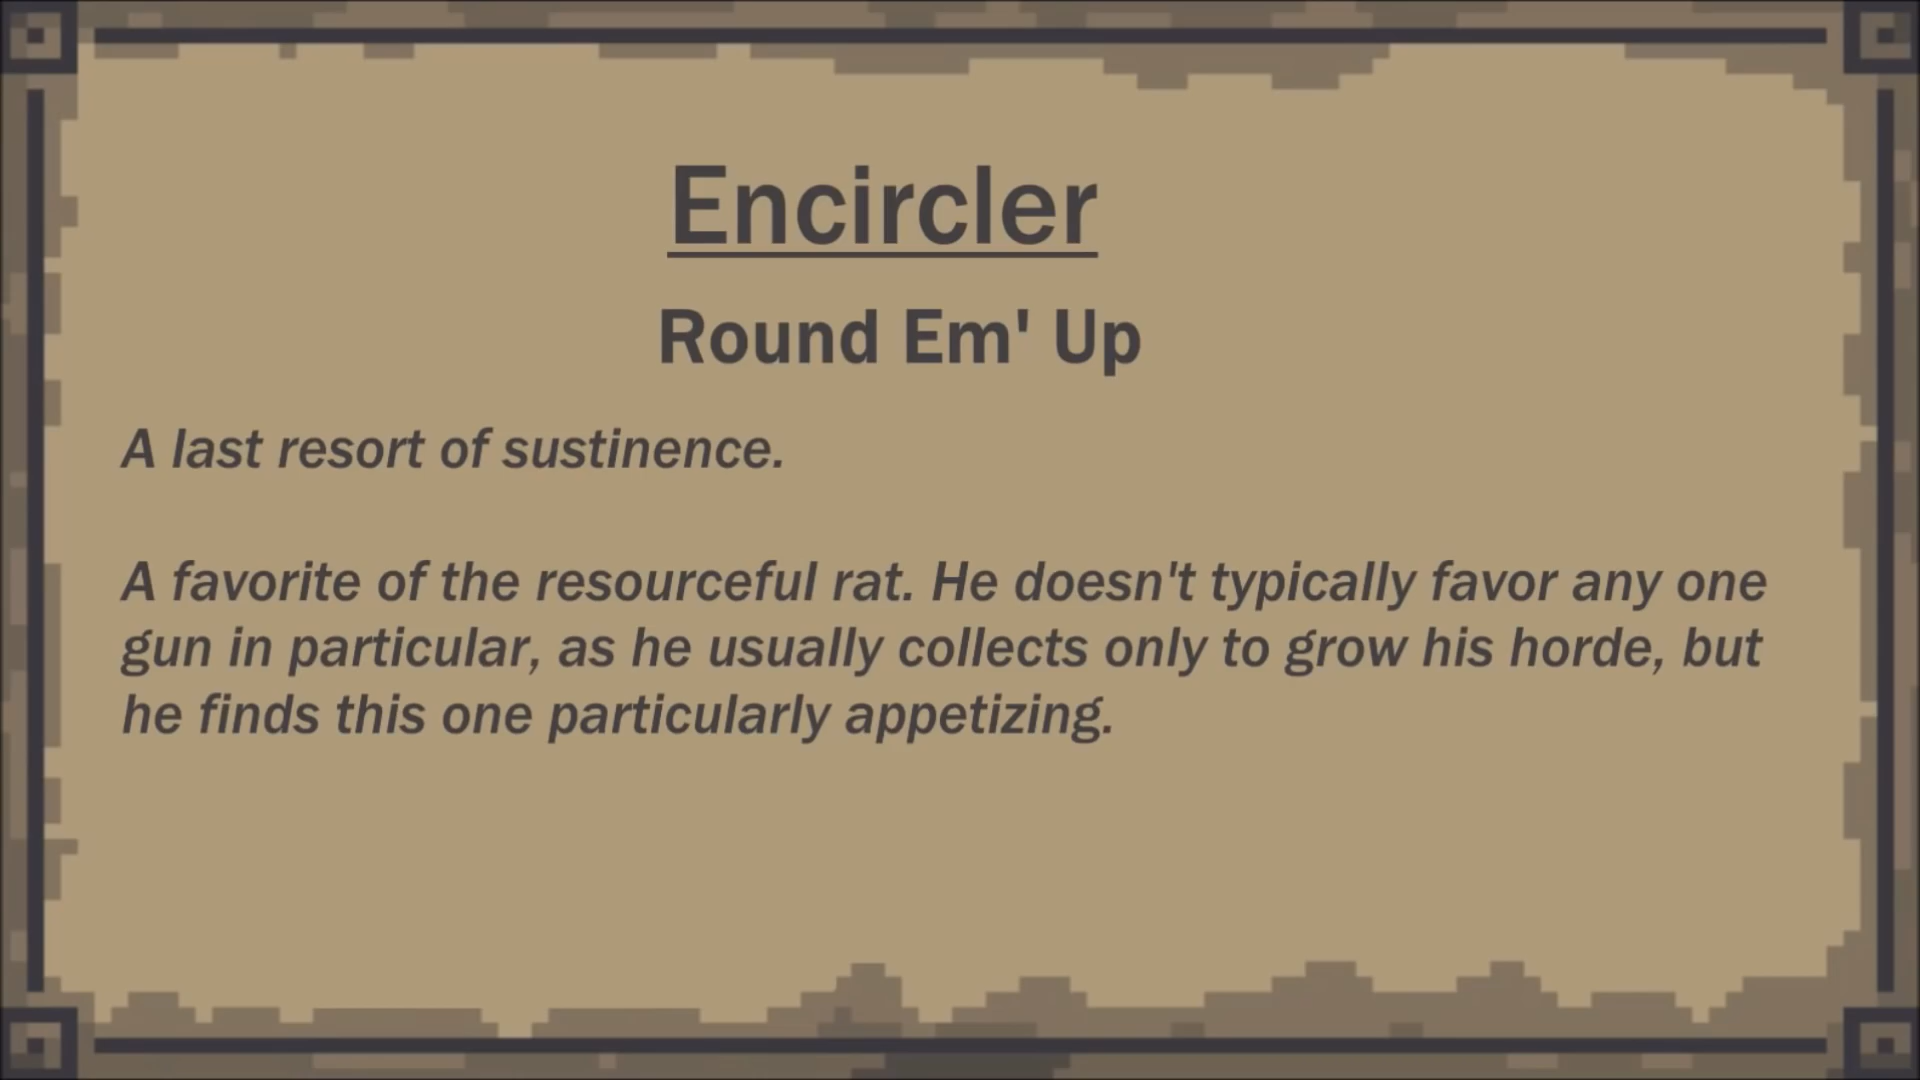 Encircler
Round Em' Up
A last resort of sustinence.
A favorite of the resourceful rat. He doesn't typically favor any one
gun in particular, as he usually collects only to grow his horde, but
he finds this one particularly appetizing.